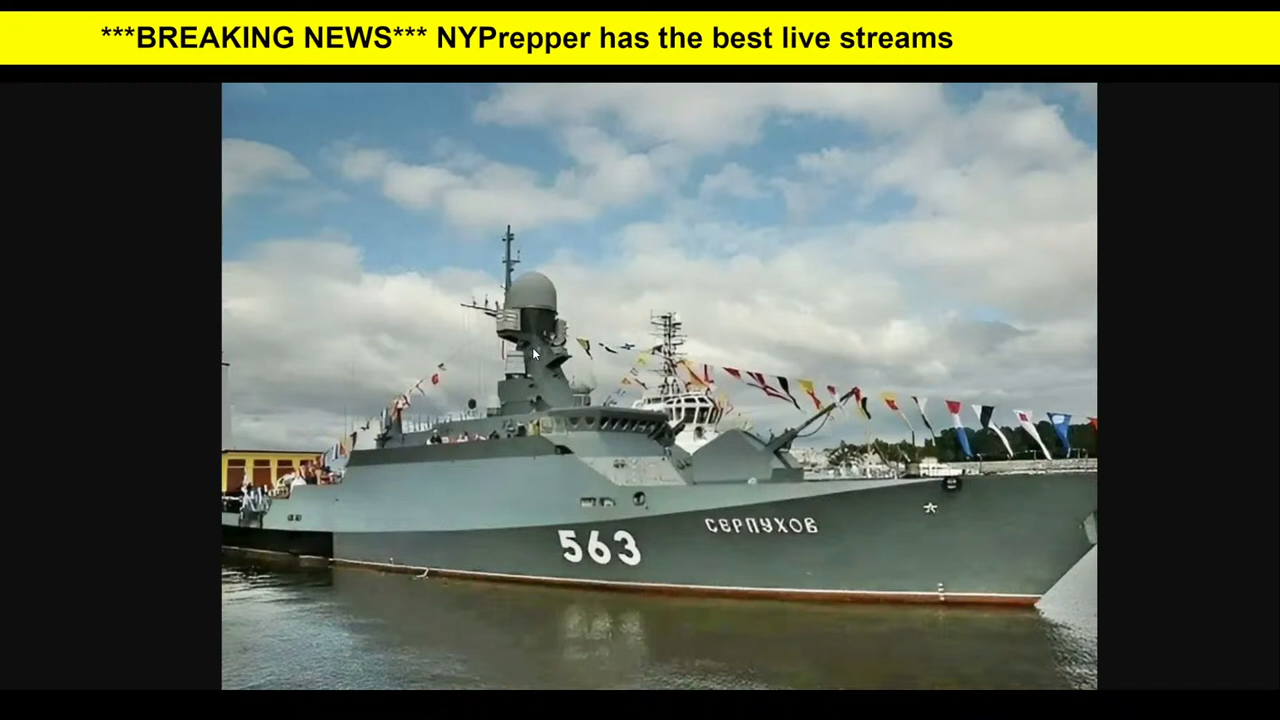 ***BREAKING NEWS*** NYPrepper has the best live streams
СЕРПУХОВ
563